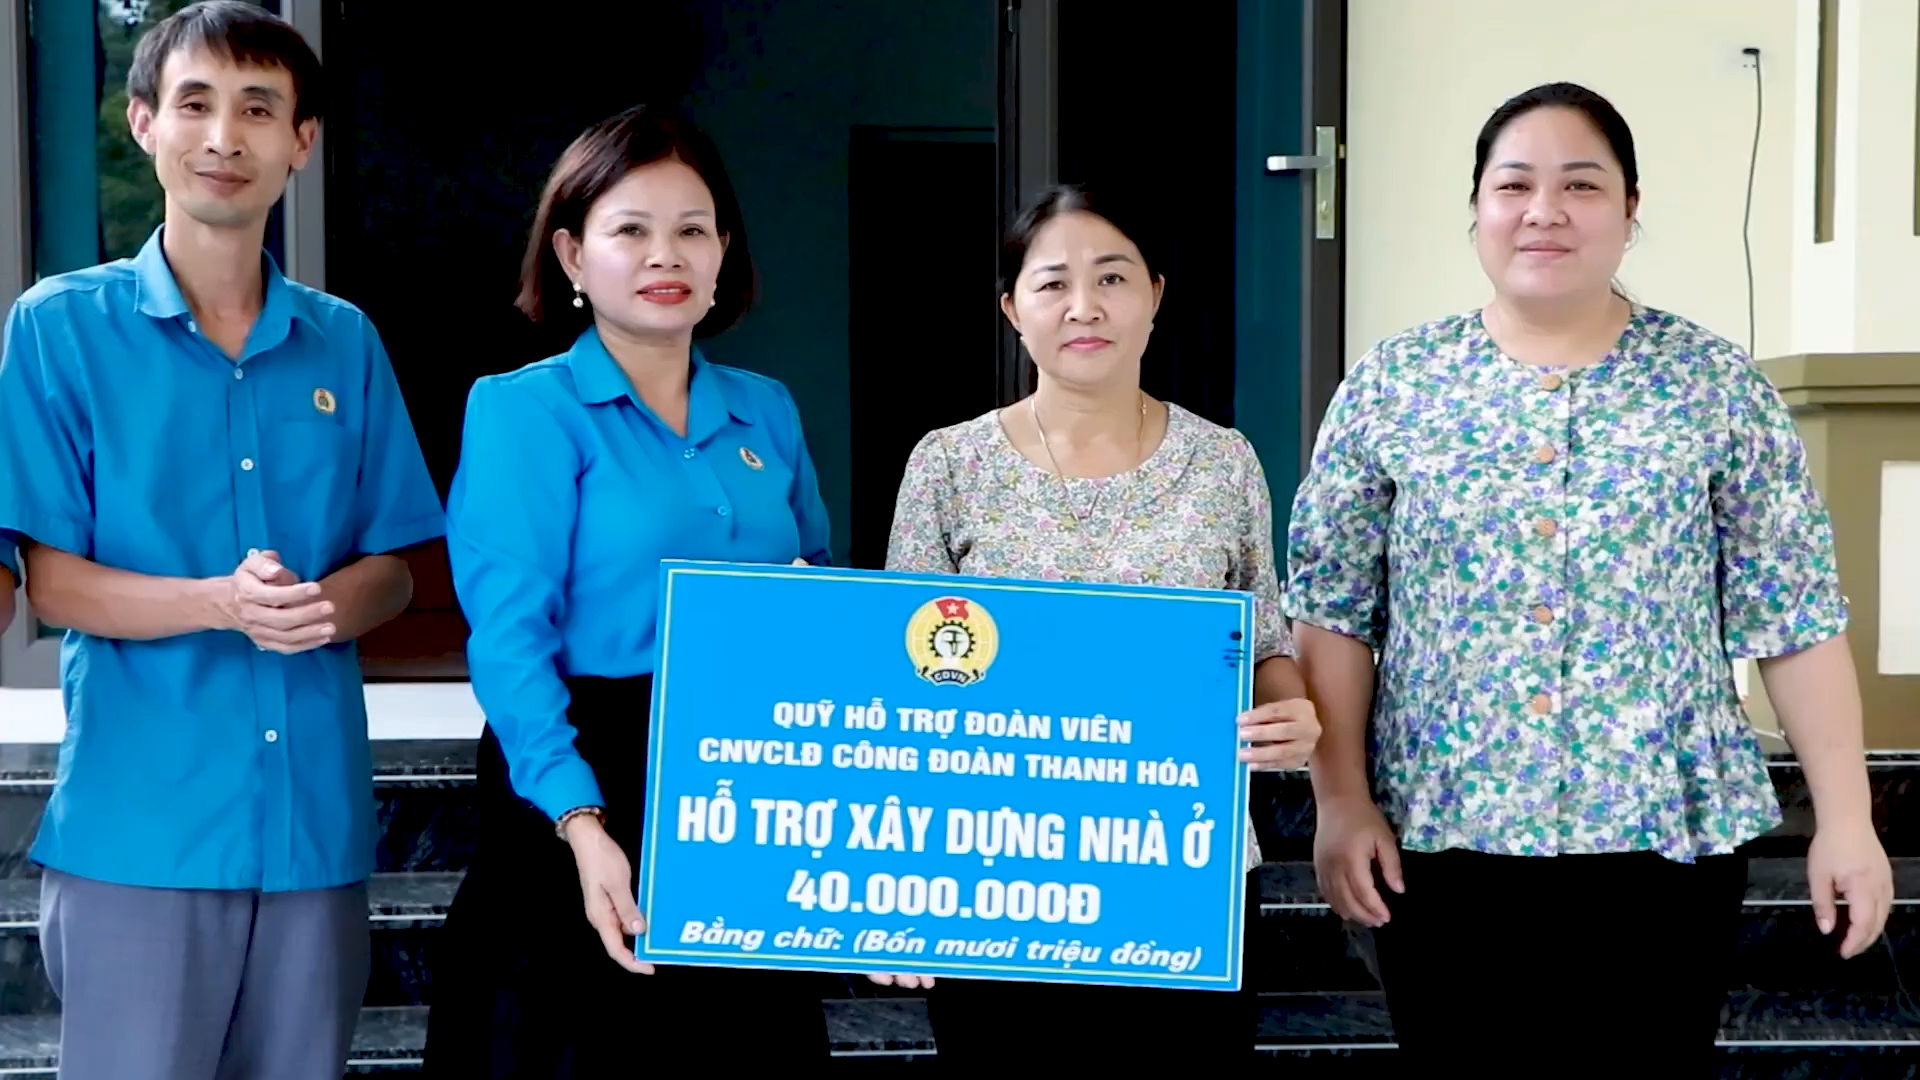 CĐVN
QUỸ HỖ TRỢ ĐOÀN VIÊN
CNVCLĐ CÔNG ĐOÀN THANH HÓA
HỖ TRỢ XÂY DỰNG NHÀ Ở
40.000.000Đ
Bằng chữ: (Bốn mươi triệu đồng)